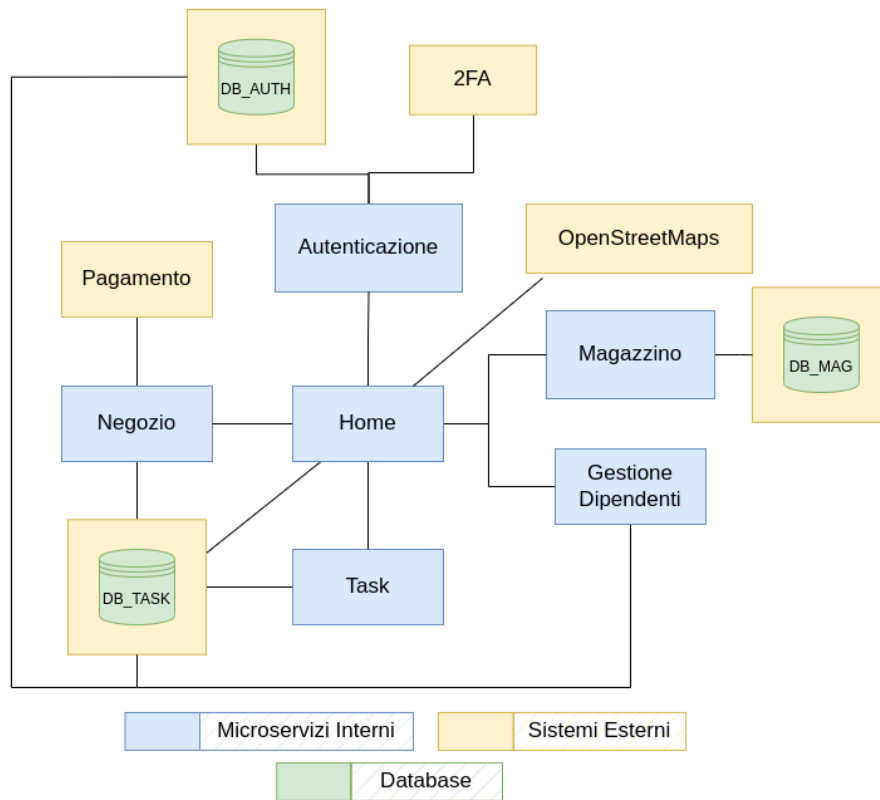 DB_AUTH
2FA
Autenticazione
OpenStreetMaps
Pagamento
Magazzino
DB_MAG
Negozio
Home
Gestione
Dipendenti
DB_TASK
Task
Microservizi Interni
Sistemi Esterni
Database